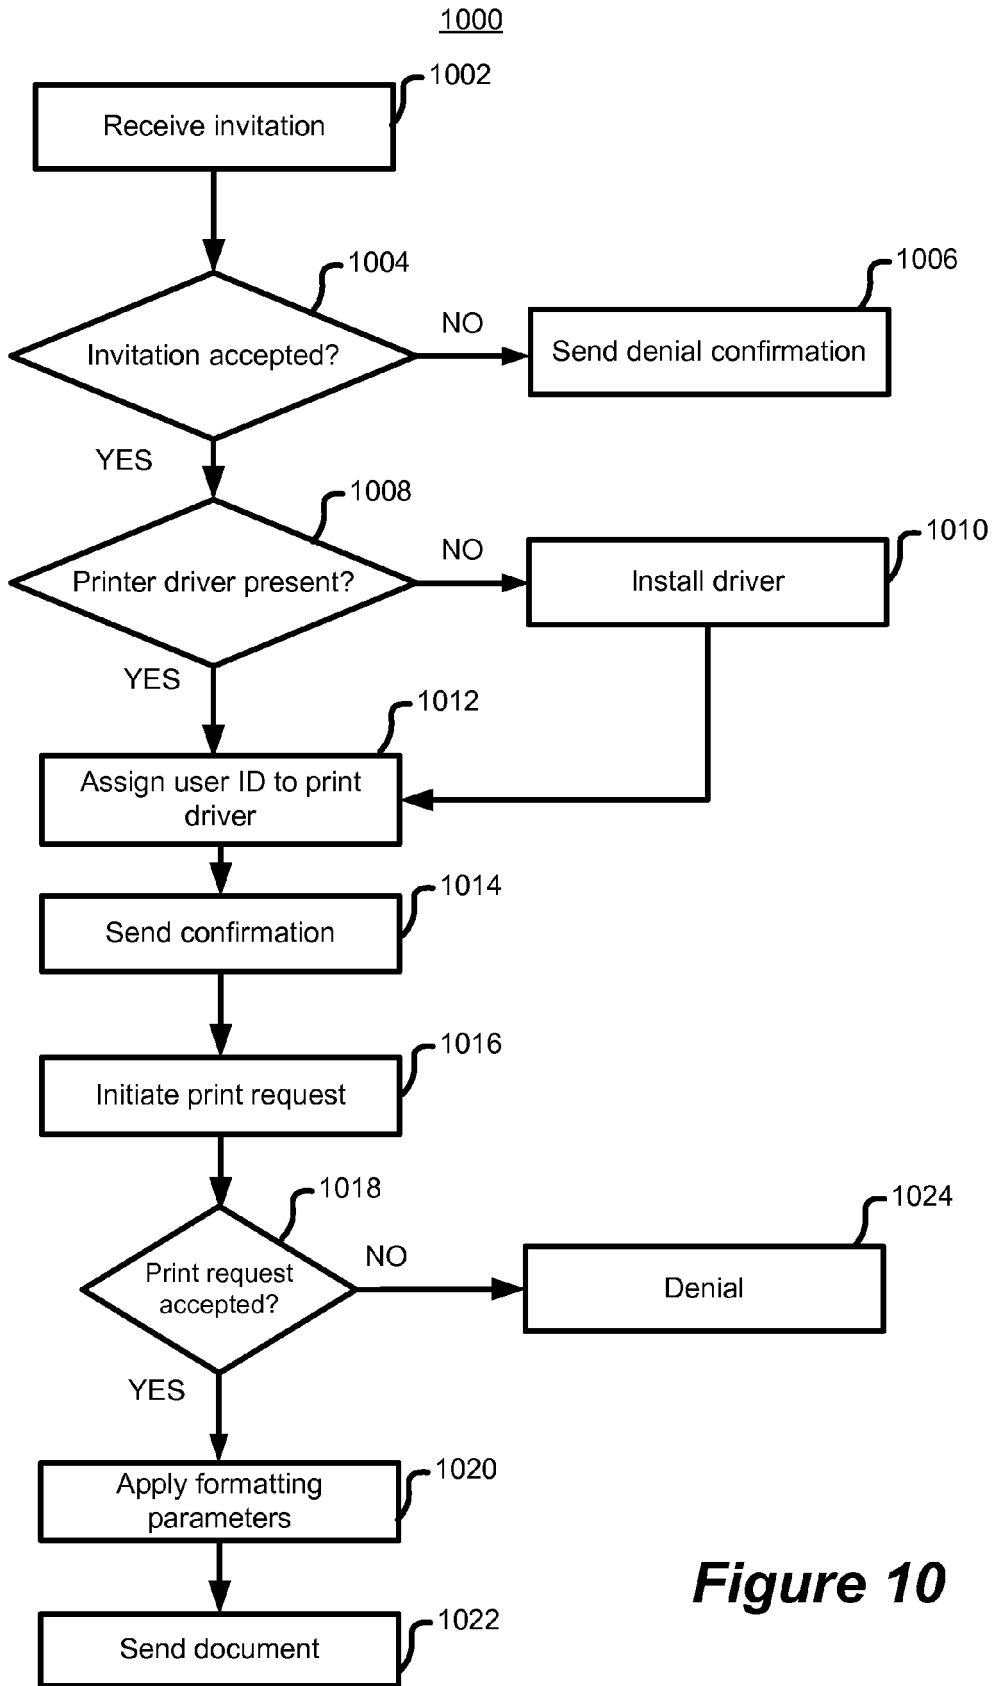 1000
1002
Receive invitation
1004
Invitation accepted?
NO
1006
Send denial confirmation
YES
1008
Printer driver present?
NO
1010
Install driver
YES
1012
Assign user ID to print
driver
1014
Send confirmation
1016
Initiate print request
1018
Print request
accepted?
NO
1024
Denial
YES
1020
Apply formatting
parameters
1022
Send document
Figure 10